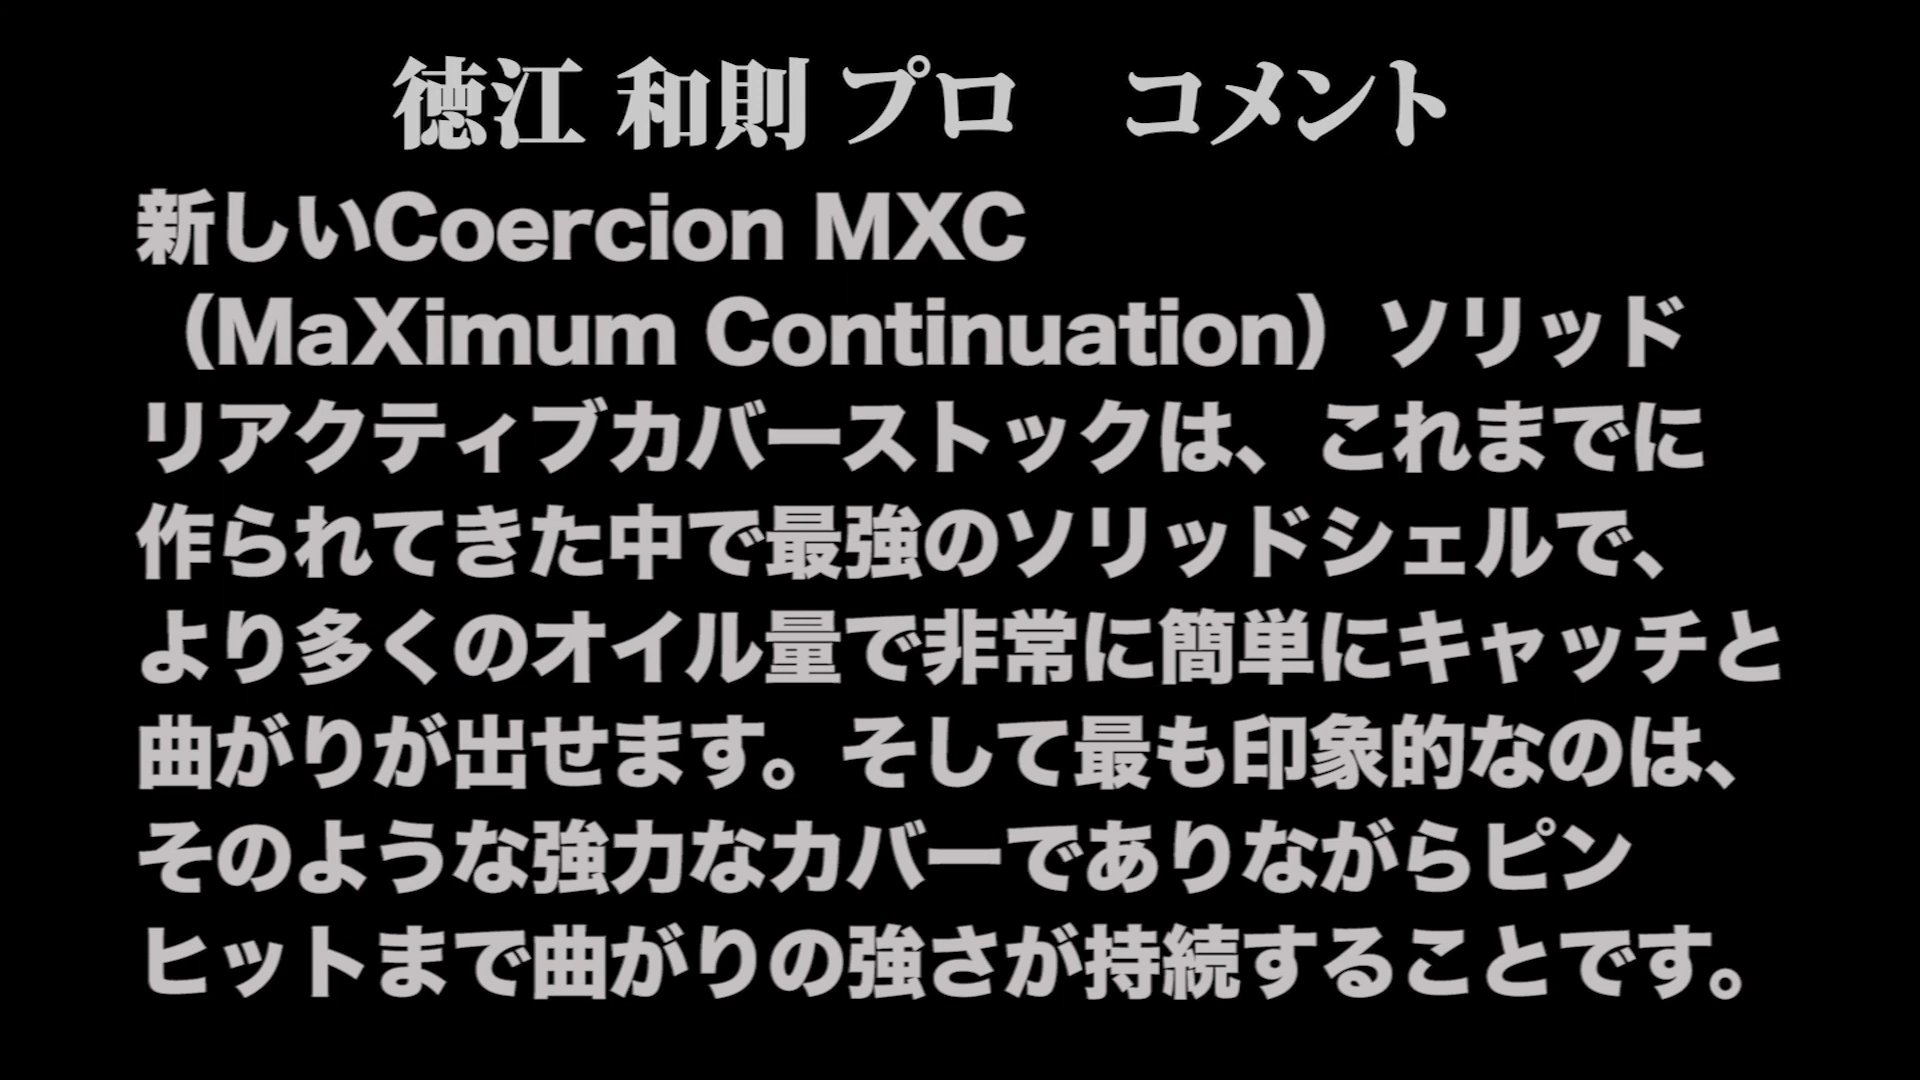 徳江 和則 プロ　コメント
新しいCoercion MXC
（MaXimum Continuation）ソリッド
リアクティブカバーストックは、これまでに
作られてきた中で最強のソリッドシェルで、
より多くのオイル量で非常に簡単にキャッチと
曲がりが出せます。そして最も印象的なのは、
そのような強力なカバーでありながらピン
ヒットまで曲がりの強さが持続することです。